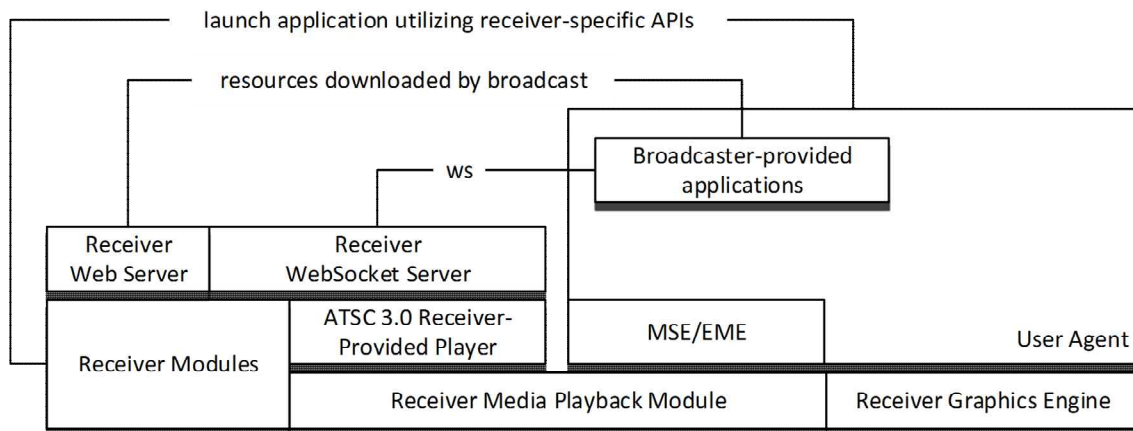 launch application utilizing receiver-specific APIs
resources downloaded by broadcast
Broadcaster-provided
applications
ws
Receiver
Web Server
Receiver
WebSocket Server
ATSC 3.0 Receiver-
Provided Player
MSE/EME
User Agent
Receiver Modules
Receiver Media Playback Module
Receiver Graphics Engine